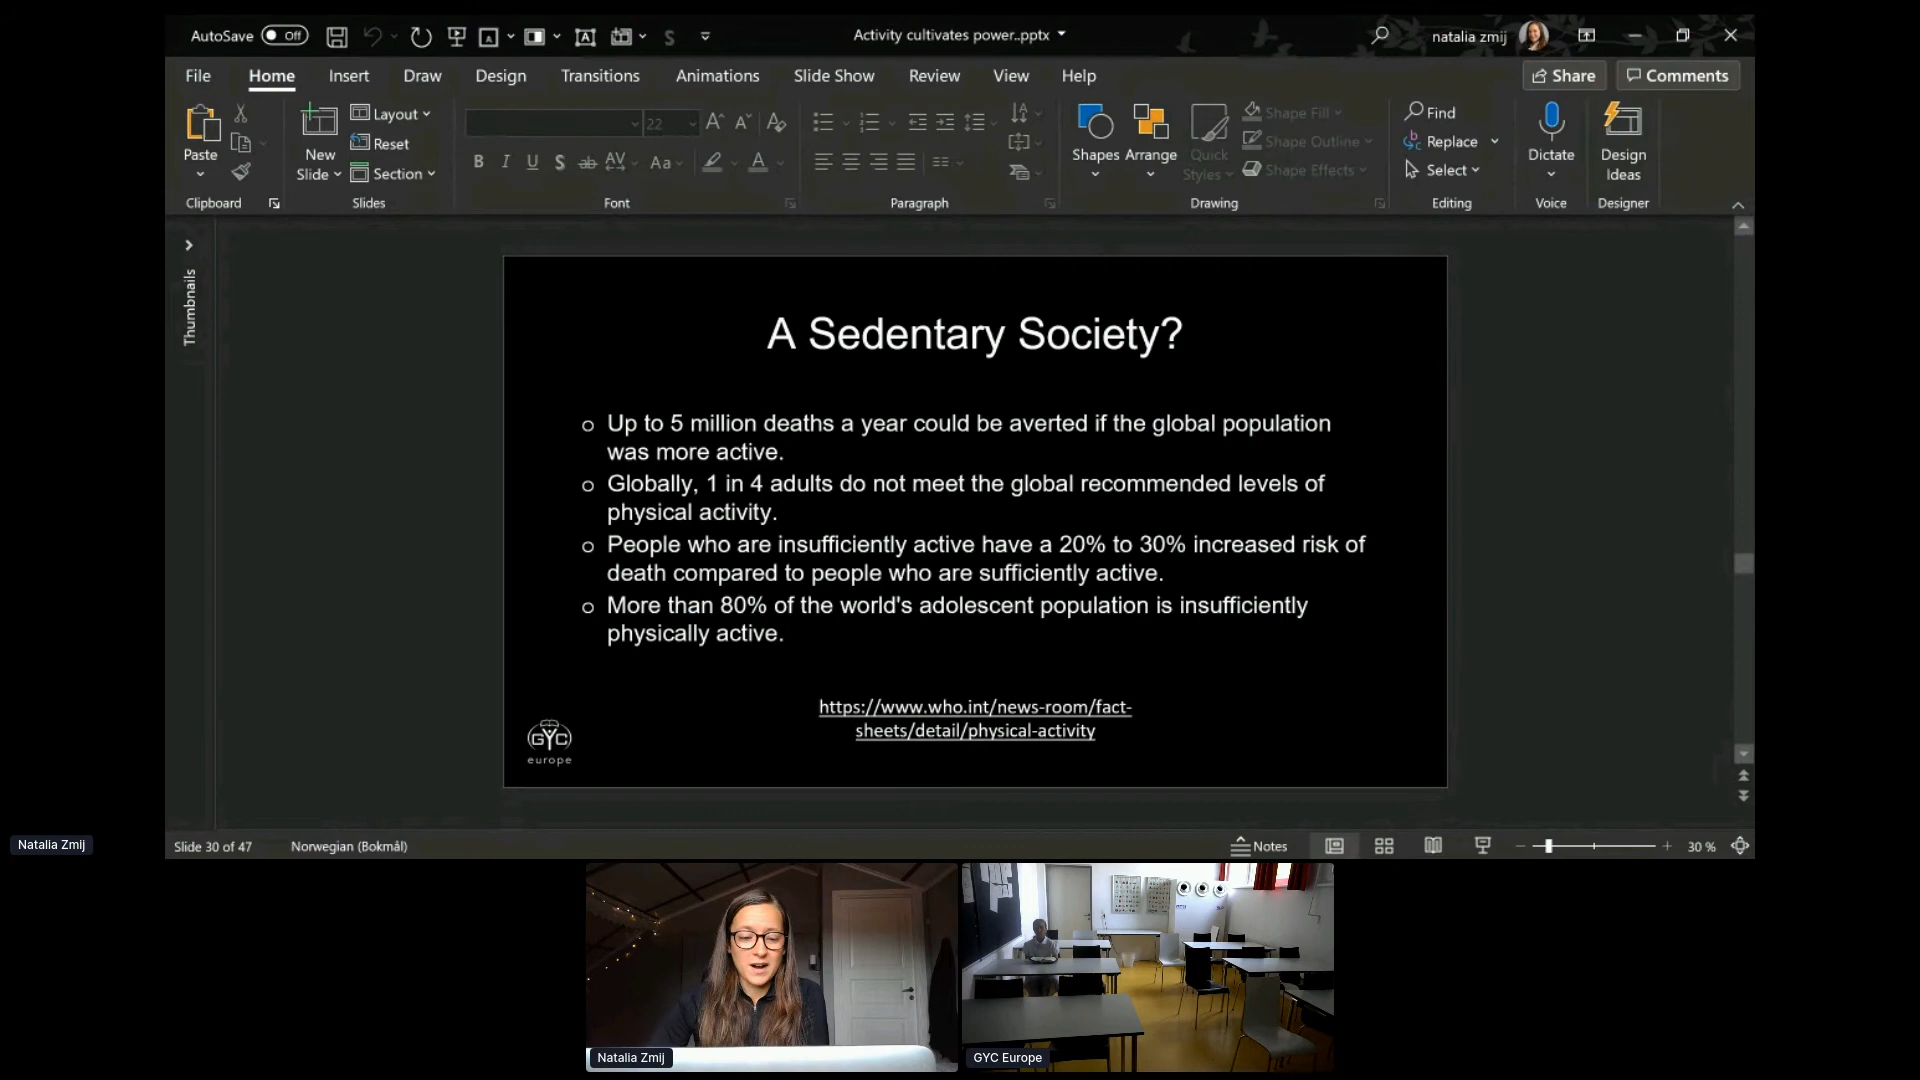 AutoSave Off
Activity cultivates power..pptx
natalia zmij
File Home Insert Draw Design Transitions Animations Slide Show Review View Help
Share Comments
Paste
Clipboard
New Slide
Layout
Reset
Section
Slides
22
B I U S ab AV Aa A
Font
Paragraph
Shapes
Arrange
Quick Styles
Shape Fill
Shape Outline
Shape Effects
Drawing
Find
Replace
Select
Editing
Dictate
Voice
Design Ideas
Designer
Thumbnails
A Sedentary Society?
Up to 5 million deaths a year could be averted if the global population
was more active.
Globally, 1 in 4 adults do not meet the global recommended levels of
physical activity.
People who are insufficiently active have a 20% to 30% increased risk of
death compared to people who are sufficiently active.
More than 80% of the world's adolescent population is insufficiently
physically active.
https://www.who.int/news-room/fact-
sheets/detail/physical-activity
GYC
europe
Natalia Zmij
Slide 30 of 47 Norwegian (Bokmål) Notes 30 %
Natalia Zmij
GYC Europe